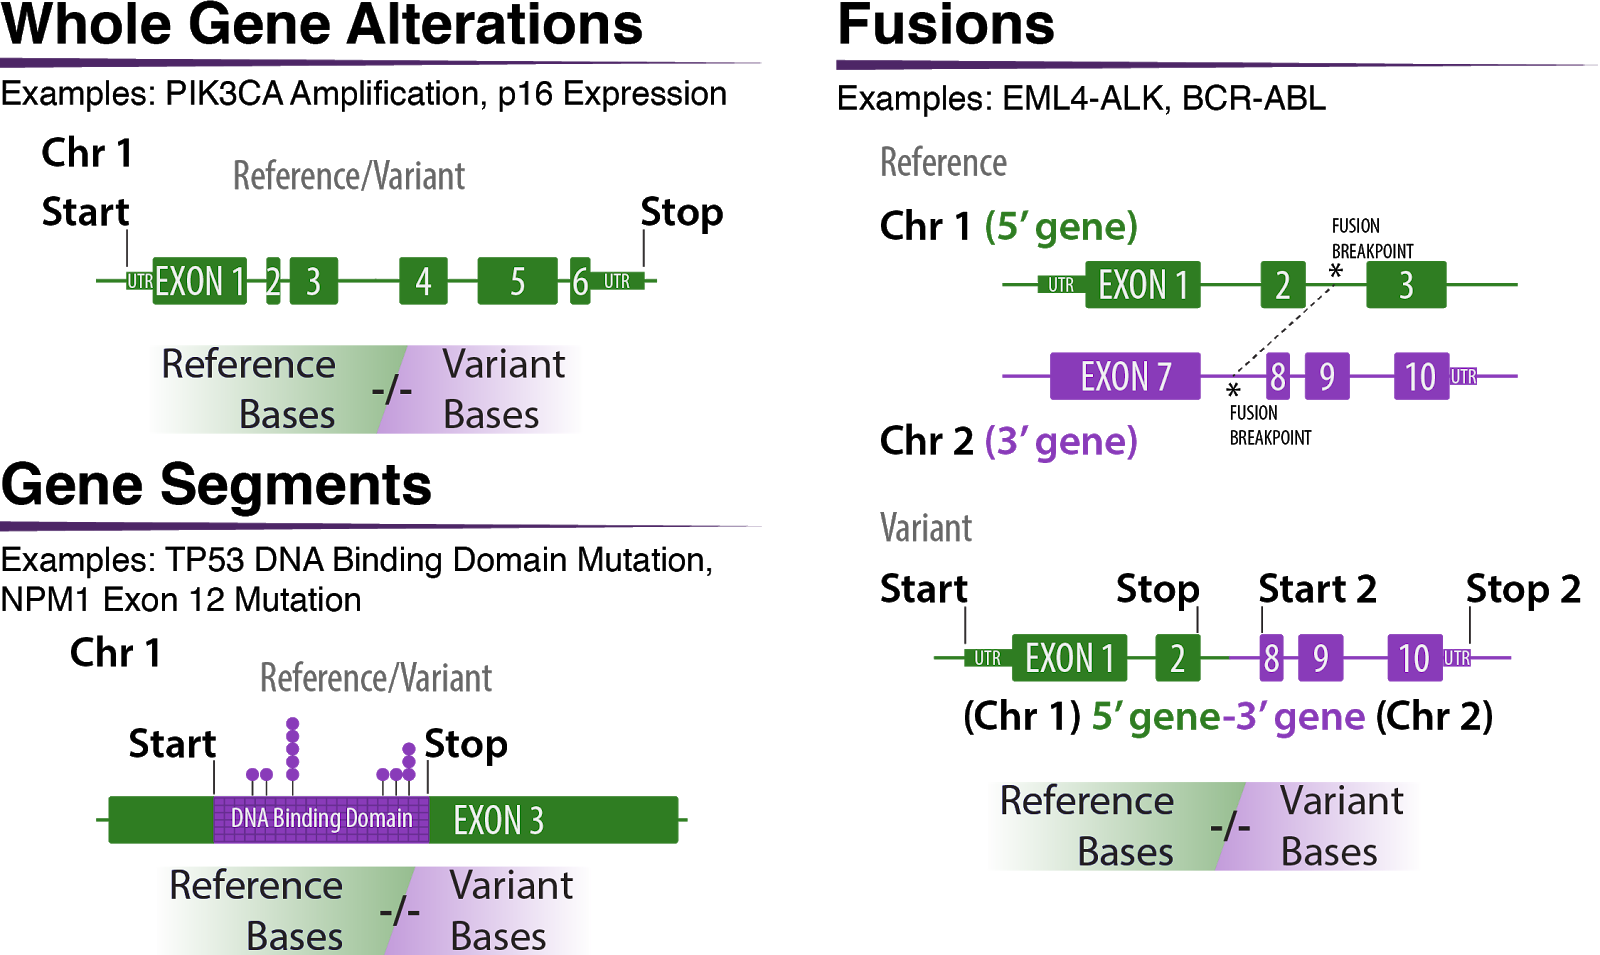 Whole Gene Alterations
Examples: PIK3CA Amplification, p16 Expression
Chr 1
Reference/Variant
Start
Stop
UTR EXON 1 2 3 4 5 6 UTR
Reference Bases -/- Variant Bases
Gene Segments
Examples: TP53 DNA Binding Domain Mutation,
NPM1 Exon 12 Mutation
Chr 1
Reference/Variant
Start
Stop
DNA Binding Domain EXON 3
Reference Bases -/- Variant Bases
Fusions
Examples: EML4-ALK, BCR-ABL
Reference
Chr 1 (5’ gene)
FUSION
BREAKPOINT
*
UTR EXON 1 2 3
EXON 7 8 9 10 UTR
*
FUSION
BREAKPOINT
Chr 2 (3’ gene)
Variant
Start Stop Start 2 Stop 2
UTR EXON 1 2 8 9 10 UTR
(Chr 1) 5’ gene-3’ gene (Chr 2)
Reference Bases -/- Variant Bases